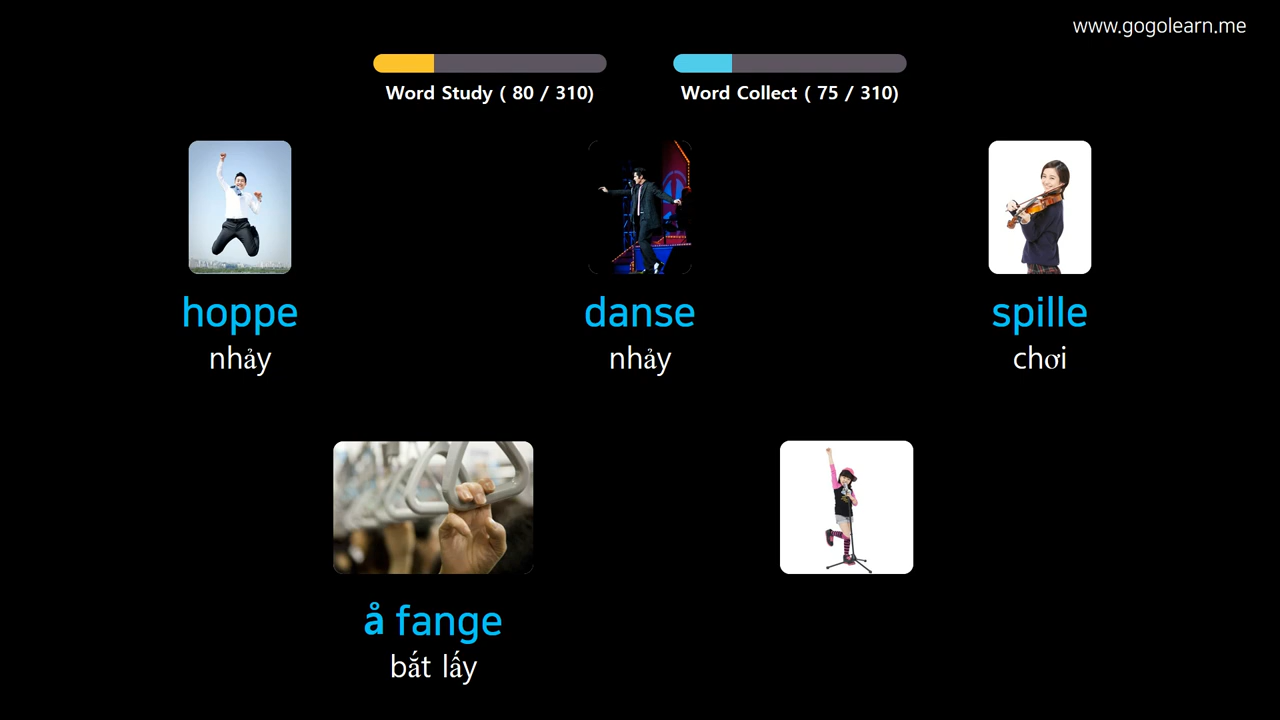 www.gogolearn.me
Word Study ( 80 / 310)
Word Collect ( 75 / 310)
hoppe
nhảy
danse
nhảy
spille
chơi
å fange
bắt lấy